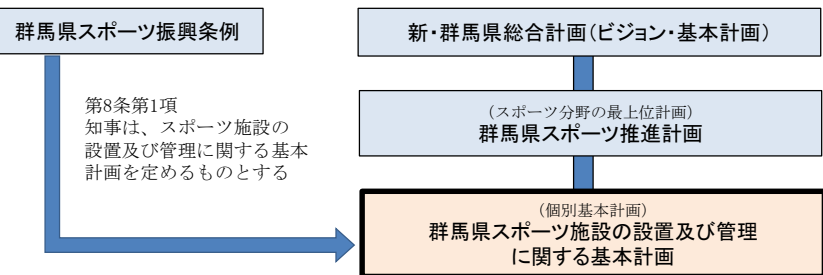 群馬県スポーツ振興条例
新・群馬県総合計画(ビジョン・基本計画)
第8条第1項
知事は、スポーツ施設の
設置及び管理に関する基本
計画を定めるものとする
(スポーツ分野の最上位計画)
群馬県スポーツ推進計画
(個別基本計画)
群馬県スポーツ施設の設置及び管理
に関する基本計画